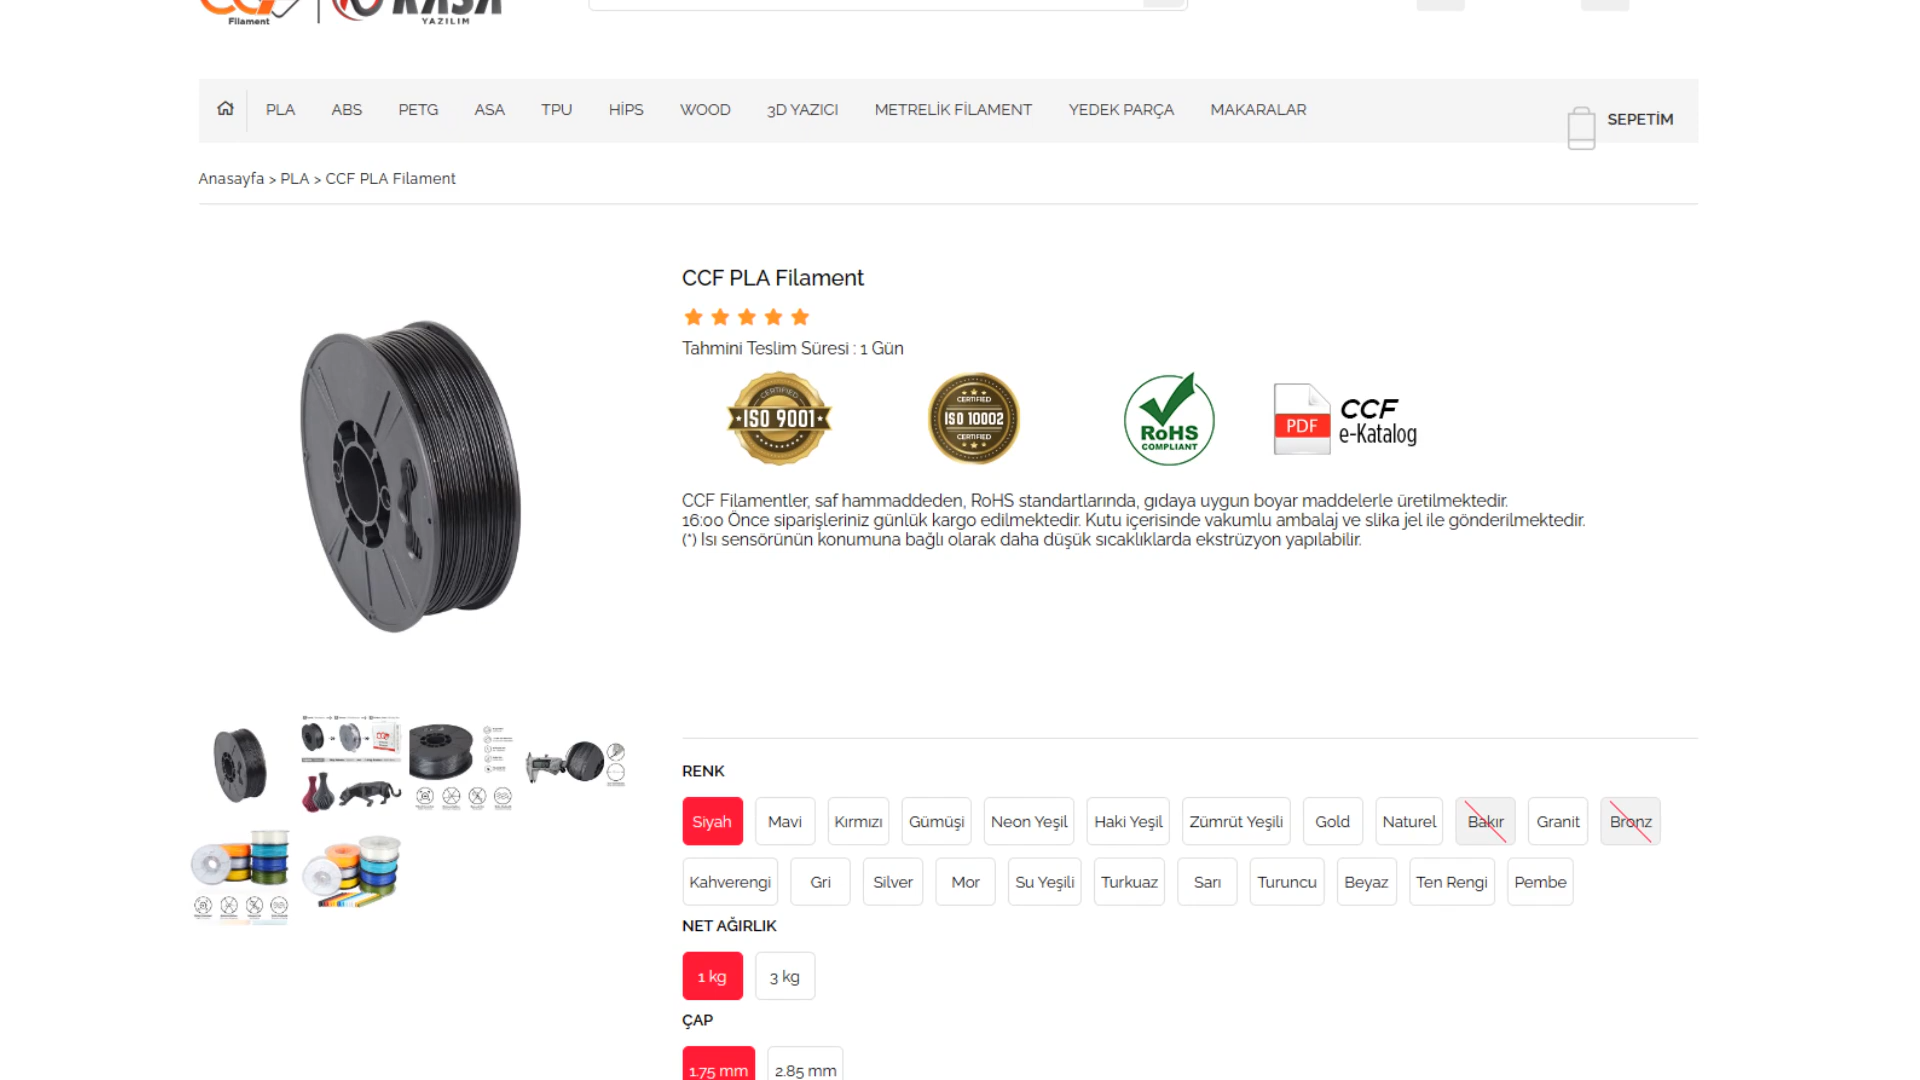 Filament
YAZILIM
PLA
ABS
PETG
ASA
TPU
HİPS
WOOD
3D YAZICI
METRELİK FİLAMENT
YEDEK PARÇA
MAKARALAR
SEPETİM
Anasayfa > PLA > CCF PLA Filament
CCF PLA Filament
Tahmini Teslim Süresi : 1 Gün
CERTIFIED
ISO 9001
CERTIFIED
ISO 10002
CERTIFIED
RoHS
COMPLIANT
PDF
CCF
e-Katalog
CCF Filamentler, saf hammaddeden, RoHS standartlarında, gıdaya uygun boyar maddelerle üretilmektedir.
16:00 Önce siparişleriniz günlük kargo edilmektedir. Kutu içerisinde vakumlu ambalaj ve slika jel ile gönderilmektedir.
(*) Isı sensörünün konumuna bağlı olarak daha düşük sıcaklıklarda ekstrüzyon yapılabilir.
RENK
Siyah
Mavi
Kırmızı
Gümüşi
Neon Yeşil
Haki Yeşil
Zümrüt Yeşili
Gold
Naturel
Bakır
Granit
Bronz
Kahverengi
Gri
Silver
Mor
Su Yeşili
Turkuaz
Sarı
Turuncu
Beyaz
Ten Rengi
Pembe
NET AĞIRLIK
1 kg
3 kg
ÇAP
1.75 mm
2.85 mm